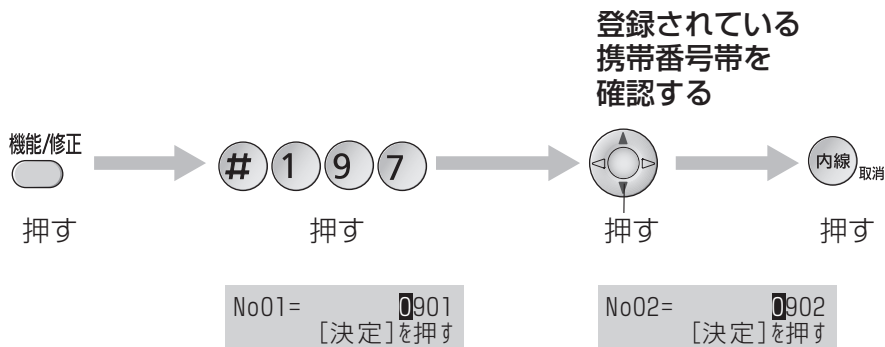 登録されている
携帯番号帯を
確認する
機能/修正
# 1 9 7
内線
取消
押す
押す
押す
押す
No01= 0901
[決定]を押す
No02= 0902
[決定]を押す